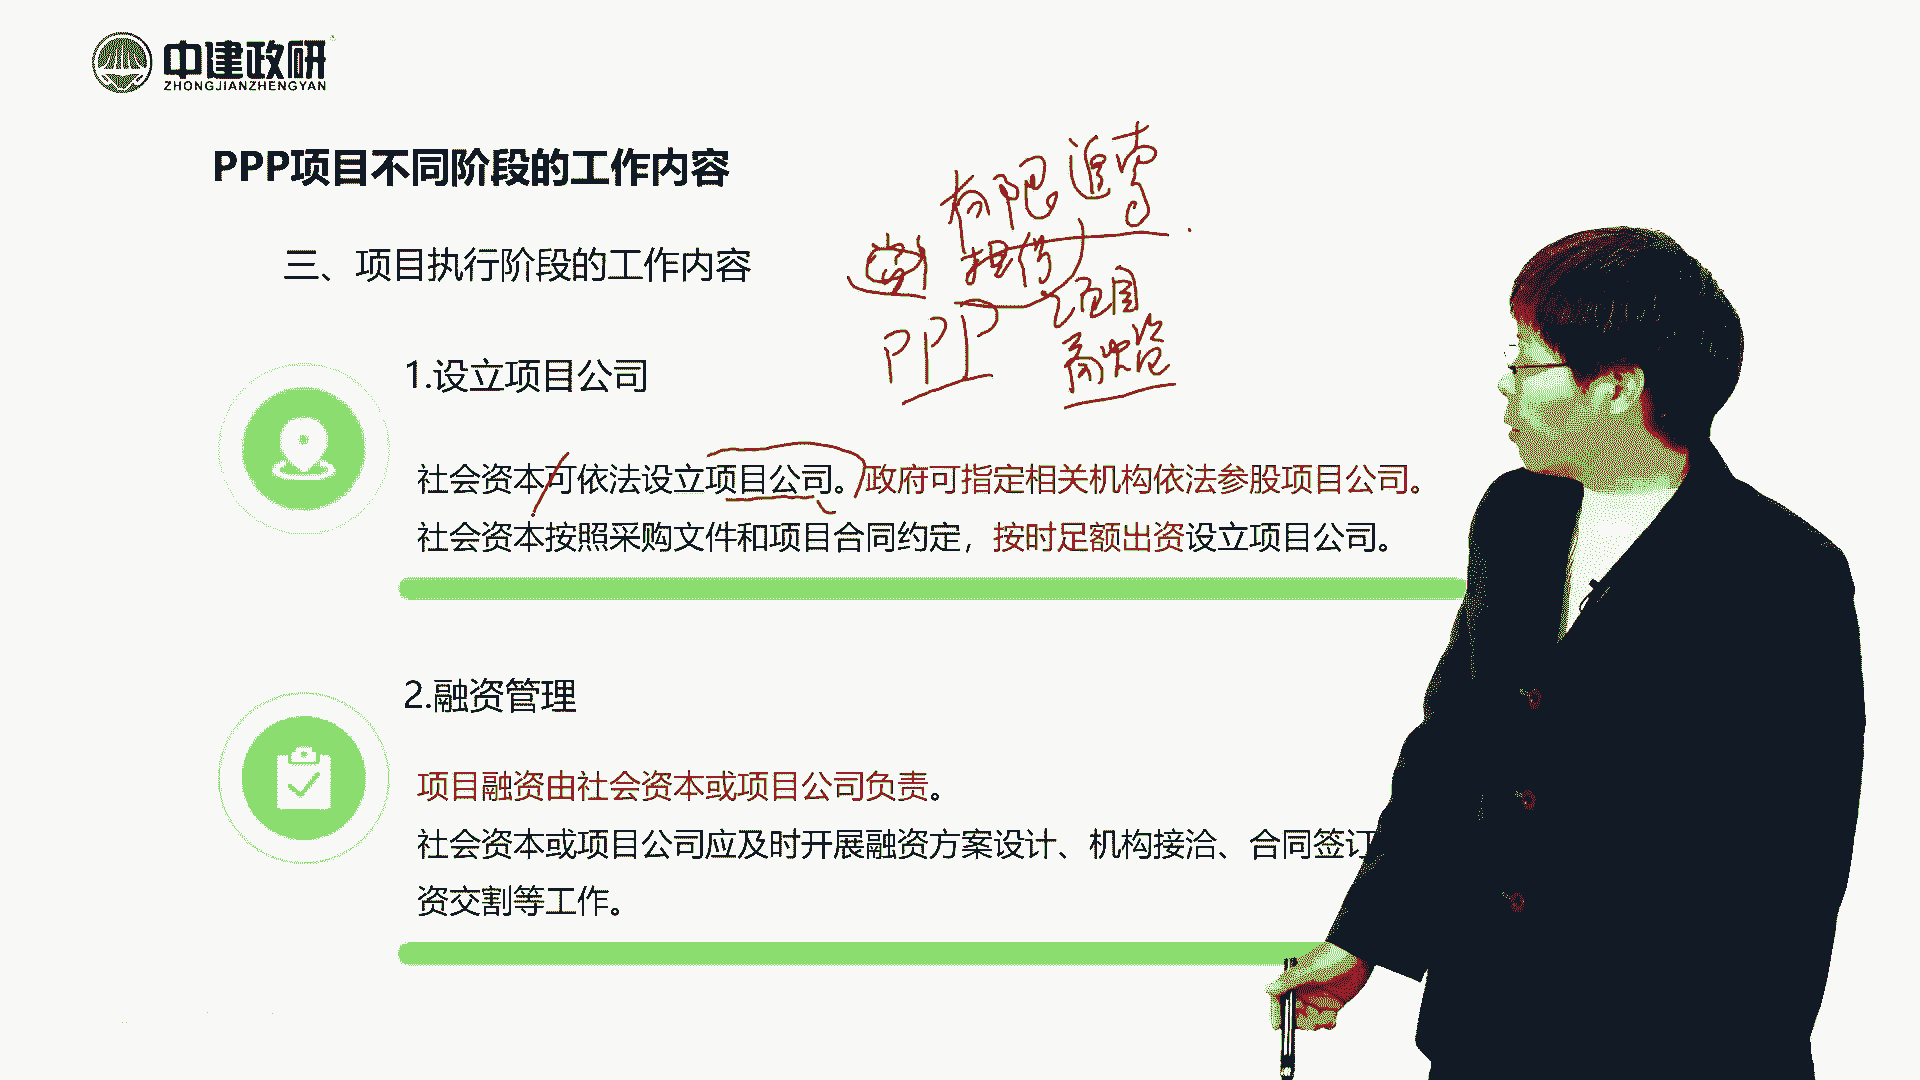 中建政研
ZHONGJIANZHENGYAN
PPP项目不同阶段的工作内容
有限追索
担保
项目
PPP
融资
三、项目执行阶段的工作内容
1.设立项目公司
社会资本可依法设立项目公司。政府可指定相关机构依法参股项目公司。
社会资本按照采购文件和项目合同约定，按时足额出资设立项目公司。
2.融资管理
项目融资由社会资本或项目公司负责。
社会资本或项目公司应及时开展融资方案设计、机构接洽、合同签订
资交割等工作。